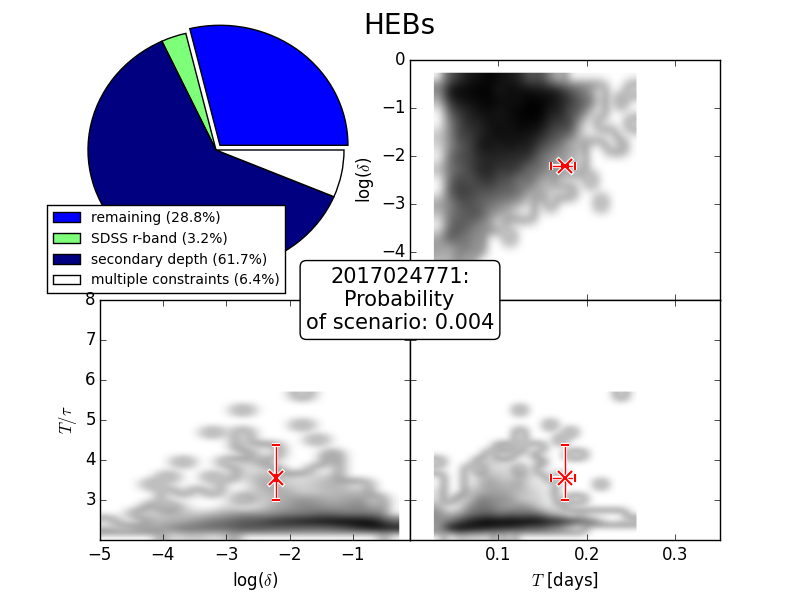 HEBs
remaining (28.8%)
SDSS r-band (3.2%)
secondary depth (61.7%)
multiple constraints (6.4%)
0
−1
−2
−3
−4
log(δ)
2017024771:
Probability
of scenario: 0.004
8
7
6
5
4
3
T/τ
−5 −4 −3 −2 −1
log(δ)
0.1 0.2 0.3
T [days]